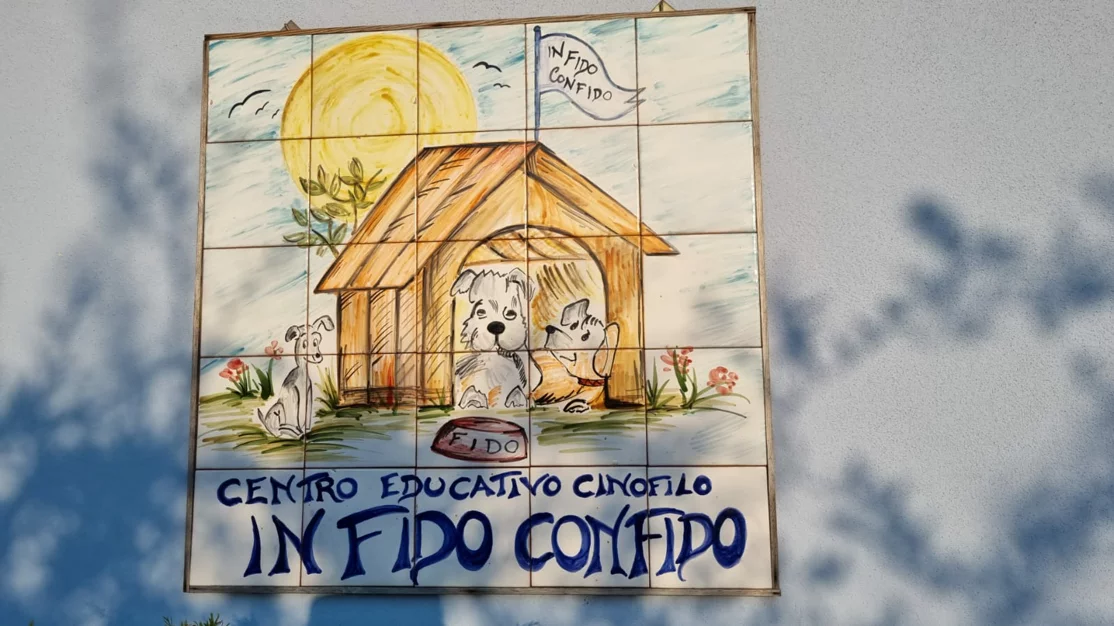 IN FIDO
CONFIDO
FIDO
CENTRO EDUCATIVO CINOFILO
IN FIDO CONFIDO